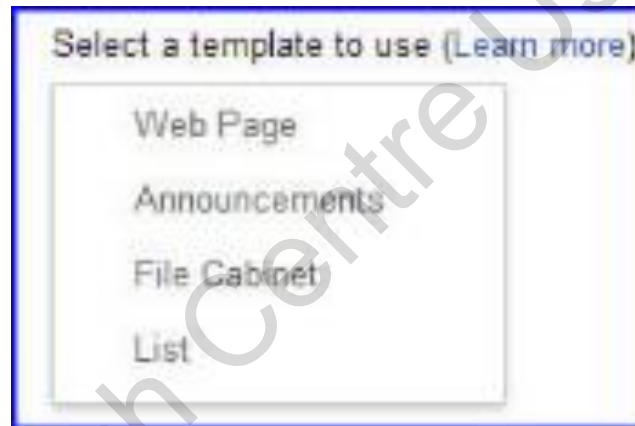 Select a template to use (Learn more)
Web Page
Announcements
File Cabinet
List